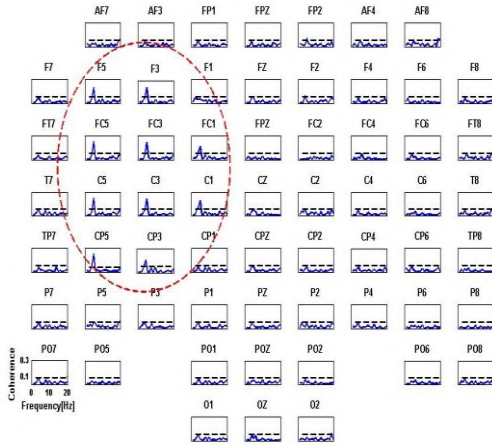 AF7 AF3 FP1 FPZ FP2 AF4 AF8
F7 F5 F3 F1 FZ F2 F4 F6 F8
FT7 FC5 FC3 FC1 FPZ FC2 FC4 FC6 FT8
T7 C5 C3 C1 CZ C2 C4 C6 T8
TP7 CP5 CP3 CP1 CPZ CP2 CP4 CP6 TP8
P7 P5 P3 P1 PZ P2 P4 P6 P8
PO7 PO5 PO1 POZ PO2 PO6 PO8
Coherence
0.3
0.1
0 10 20
Frequency[Hz]
O1 OZ O2